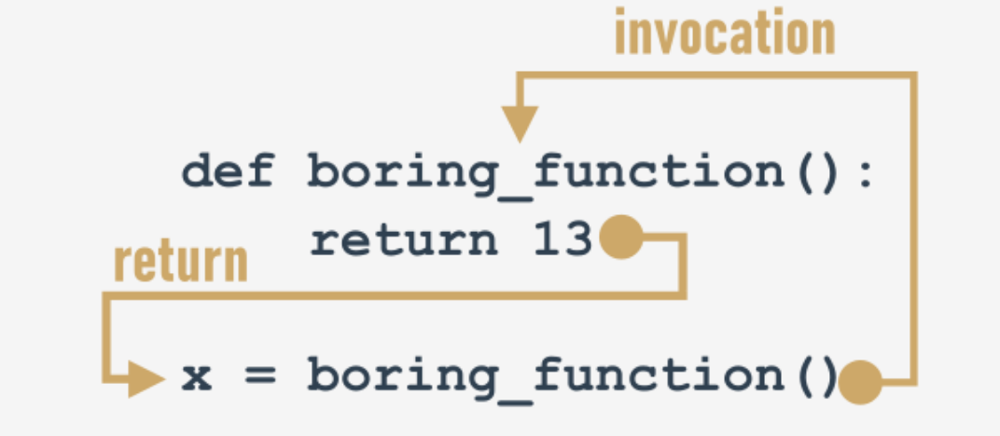 invocation
def boring_function():
    return 13
return
x = boring_function()